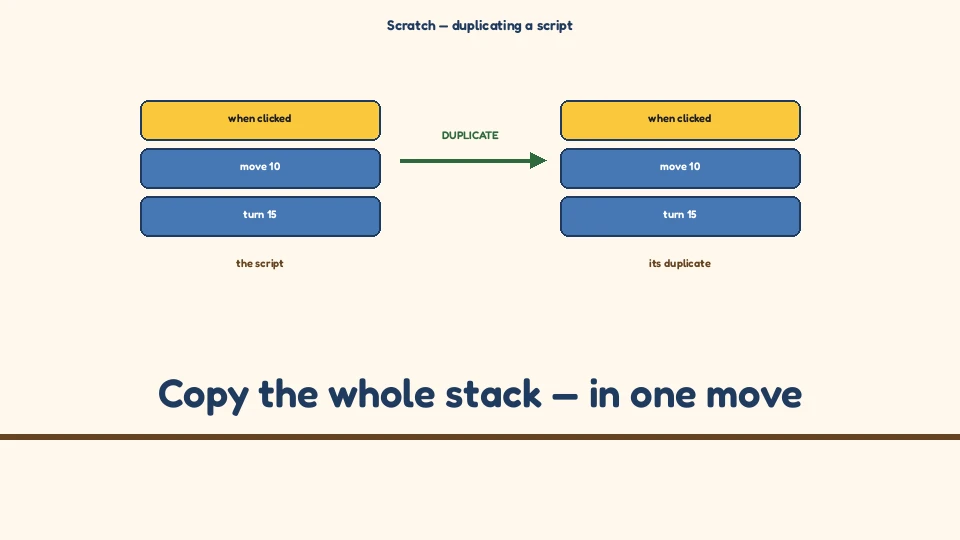 Scratch — duplicating a script
when clicked
move 10
turn 15
the script
DUPLICATE
when clicked
move 10
turn 15
its duplicate
Copy the whole stack — in one move